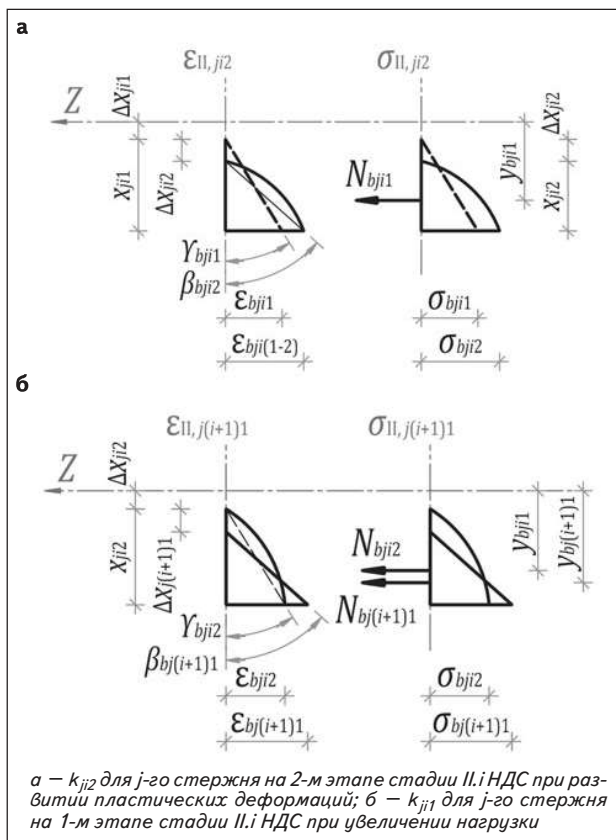 а
ε_II,ji2
σ_II,ji2
Z
Δx_ji1
x_ji1
Δx_ji2
N_bji1
y_bji1
Δx_ji2
x_ji2
γ_bji1
β_bji2
ε_bji1
σ_bji1
ε_bji(1-2)
σ_bji2
б
ε_II,j(i+1)1
σ_II,j(i+1)1
Z
Δx_ji2
x_ji2
Δx_j(i+1)1
N_bji2
N_bj(i+1)1
y_bji1
y_bj(i+1)1
γ_bji2
β_bj(i+1)1
ε_bji2
σ_bji2
ε_bj(i+1)1
σ_bj(i+1)1
а — k_ji2 для j-го стержня на 2-м этапе стадии II.i НДС при раз-
витии пластических деформаций; б — k_ji1 для j-го стержня
на 1-м этапе стадии II.i НДС при увеличении нагрузки